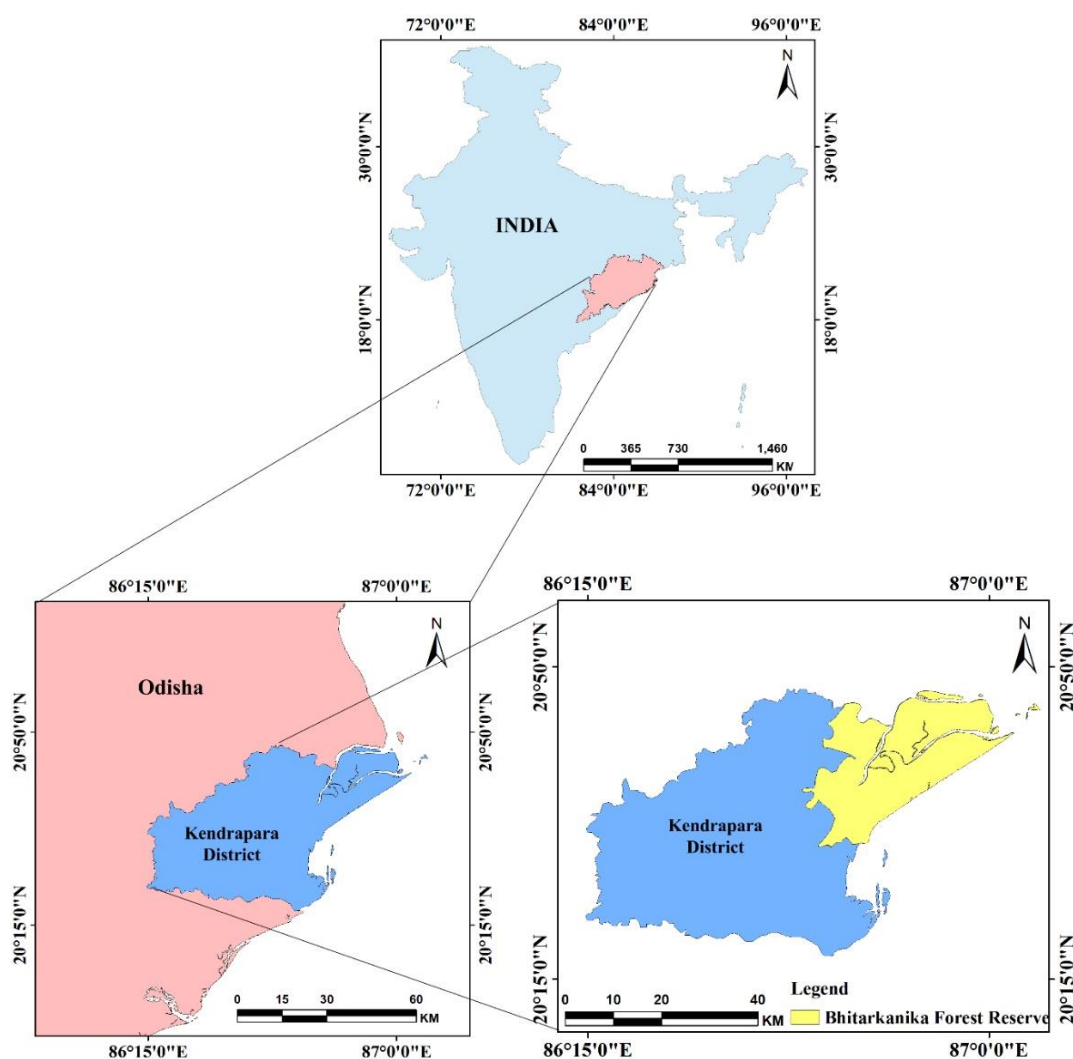 72°0'0"E 84°0'0"E 96°0'0"E
N
30°0'0"N 30°0'0"N
INDIA
18°0'0"N 18°0'0"N
0 365 730 1,460
KM
72°0'0"E 84°0'0"E 96°0'0"E
86°15'0"E 87°0'0"E
N
Odisha
20°50'0"N 20°50'0"N
Kendrapara
District
20°15'0"N 20°15'0"N
0 15 30 60
KM
86°15'0"E 87°0'0"E
86°15'0"E 87°0'0"E
N
20°50'0"N 20°50'0"N
Kendrapara
District
20°15'0"N 20°15'0"N
Legend
0 10 20 40
KM
Bhitarkanika Forest Reserve
86°15'0"E 87°0'0"E